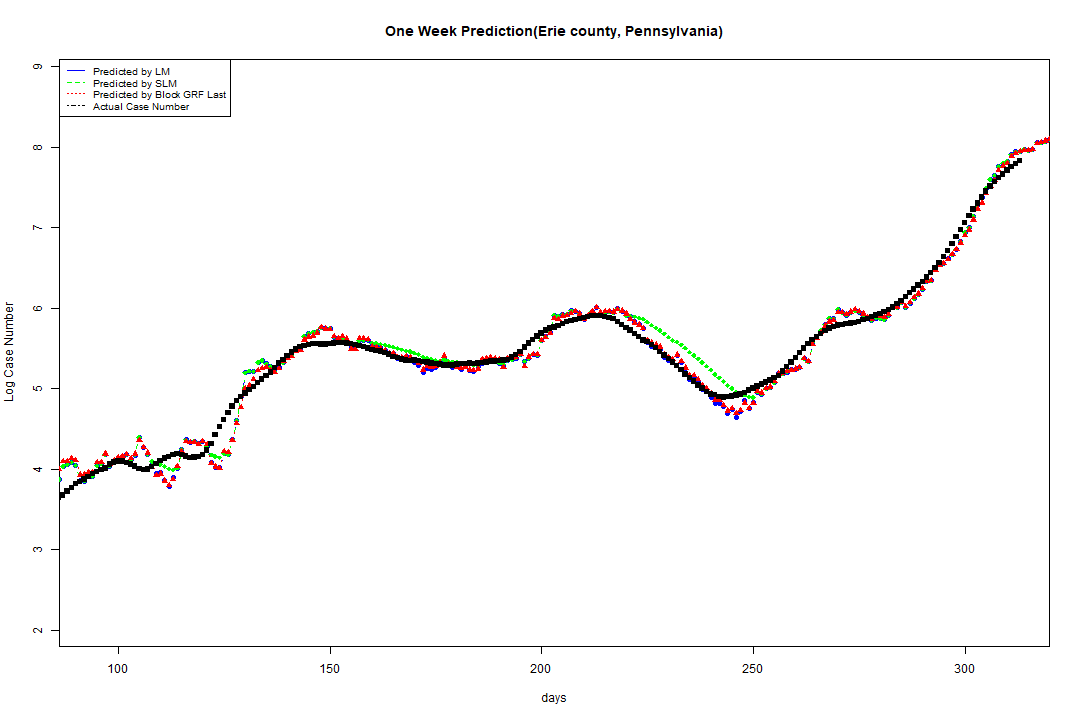 One Week Prediction(Erie county, Pennsylvania)
Predicted by LM
Predicted by SLM
Predicted by Block GRF Last
Actual Case Number
Log Case Number
9
8
7
6
5
4
3
2
100 150 200 250 300
days